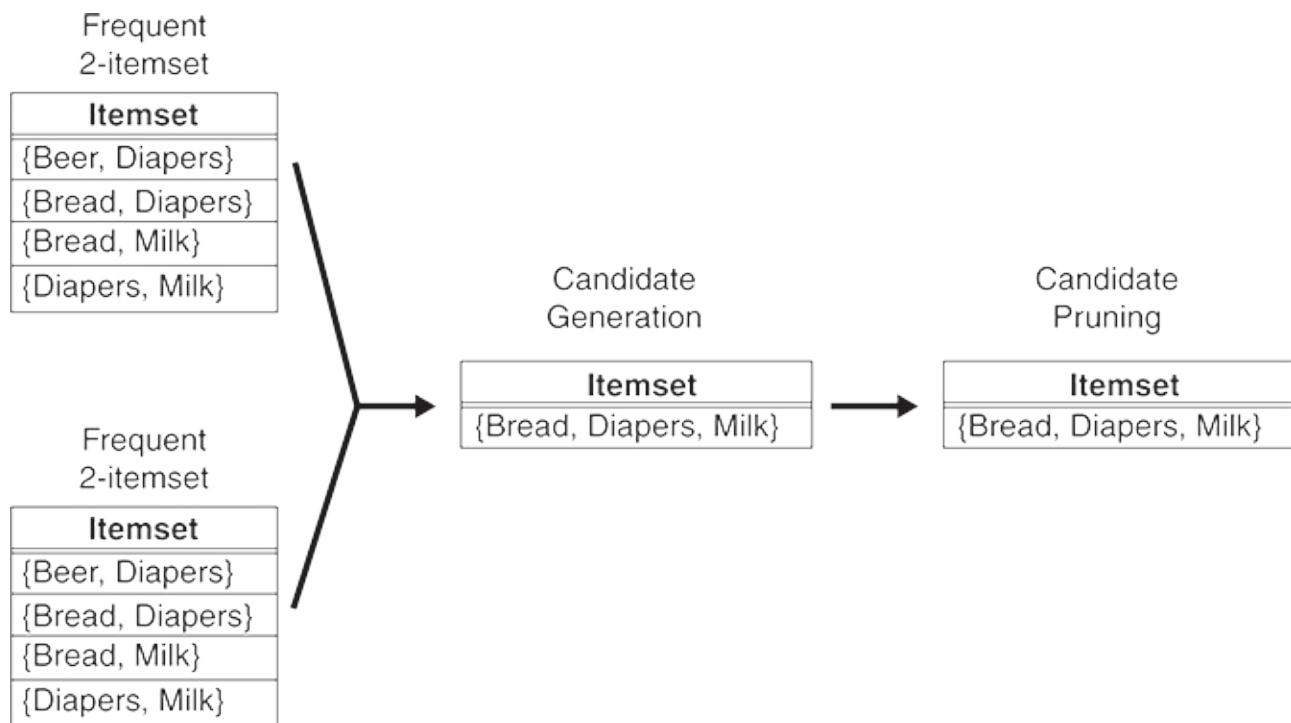 Frequent
2-itemset
Itemset
{Beer, Diapers}
{Bread, Diapers}
{Bread, Milk}
{Diapers, Milk}
Frequent
2-itemset
Itemset
{Beer, Diapers}
{Bread, Diapers}
{Bread, Milk}
{Diapers, Milk}
Candidate
Generation
Itemset
{Bread, Diapers, Milk}
Candidate
Pruning
Itemset
{Bread, Diapers, Milk}